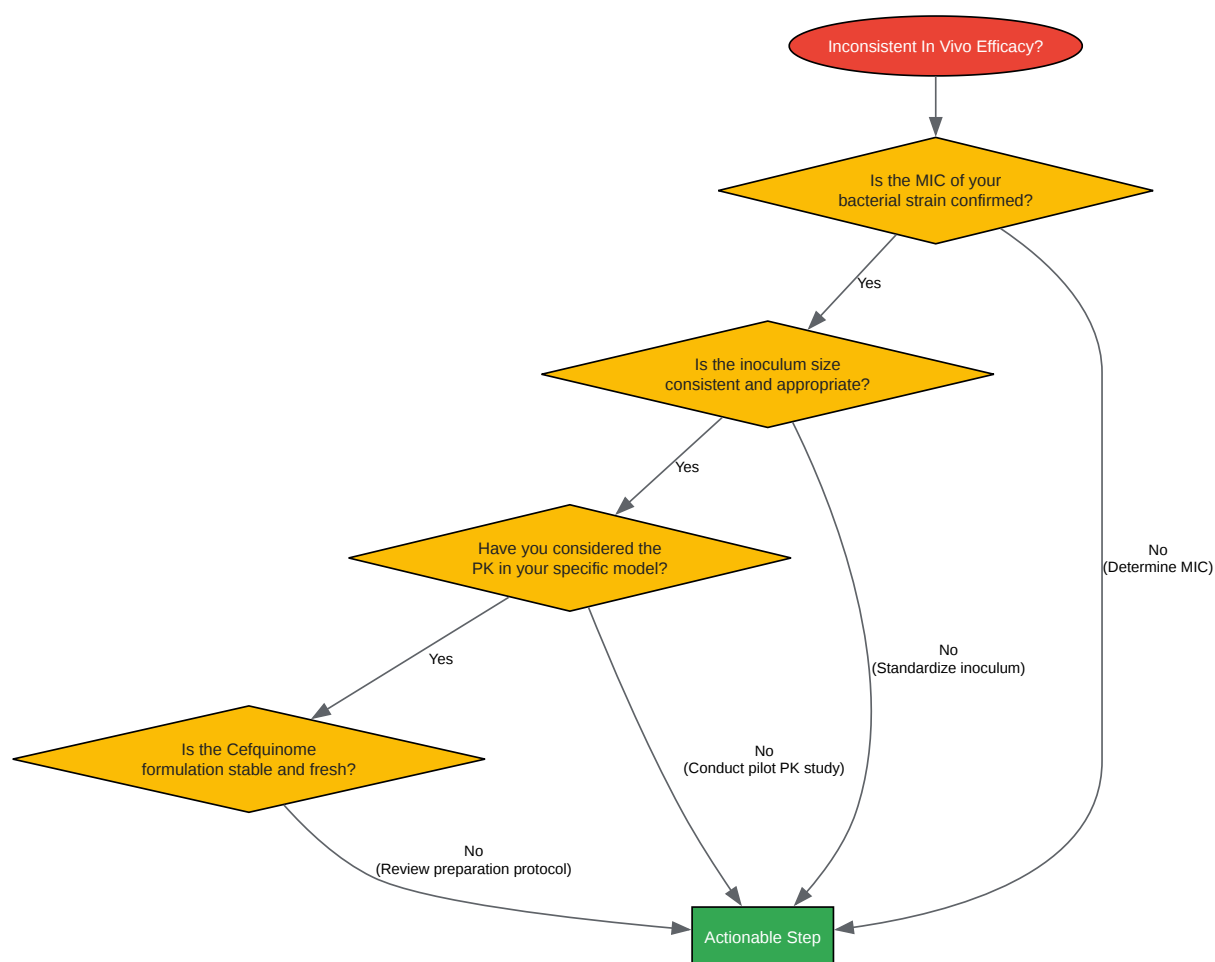 Inconsistent In Vivo Efficacy?
Is the MIC of your
bacterial strain confirmed?
Yes
Is the inoculum size
consistent and appropriate?
Yes
Have you considered the
PK in your specific model?
No
(Determine MIC)
Yes
No
(Standardize inoculum)
Is the Cefquinome
formulation stable and fresh?
No
(Conduct pilot PK study)
No
(Review preparation protocol)
Actionable Step